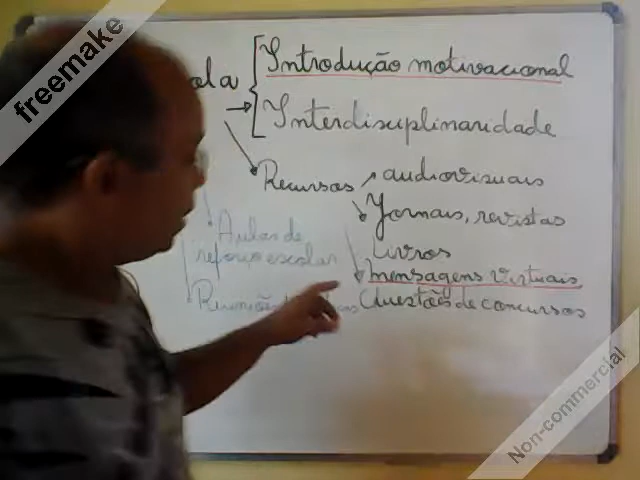 freemake
Introdução motivacional
Interdisciplinaridade
Recursos
audiovisuais
Jornais, revistas
Livros
mensagens virtuais
Questões de concursos
Aulas de
reforço escolar
Non-commercial